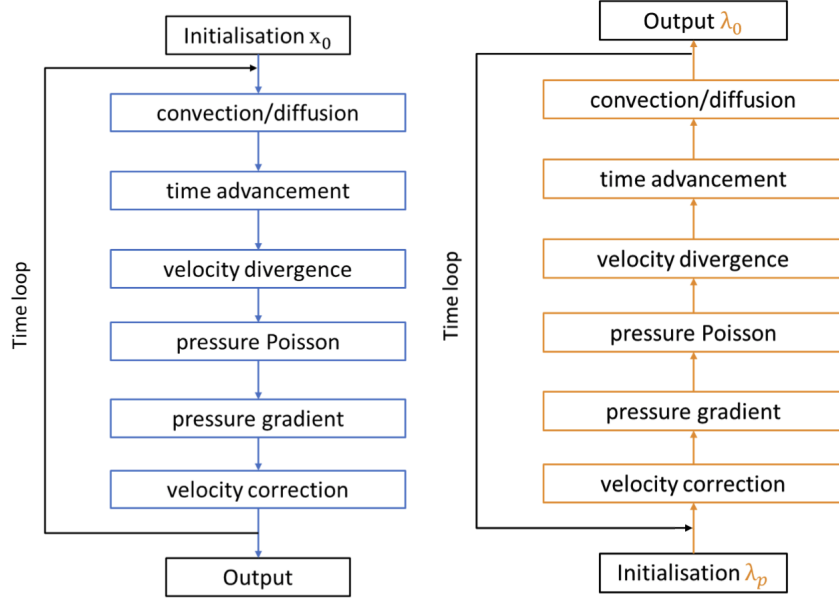 Initialisation x₀
convection/diffusion
time advancement
velocity divergence
pressure Poisson
pressure gradient
velocity correction
Output
Time loop
Output λ₀
convection/diffusion
time advancement
velocity divergence
pressure Poisson
pressure gradient
velocity correction
Initialisation λₚ
Time loop